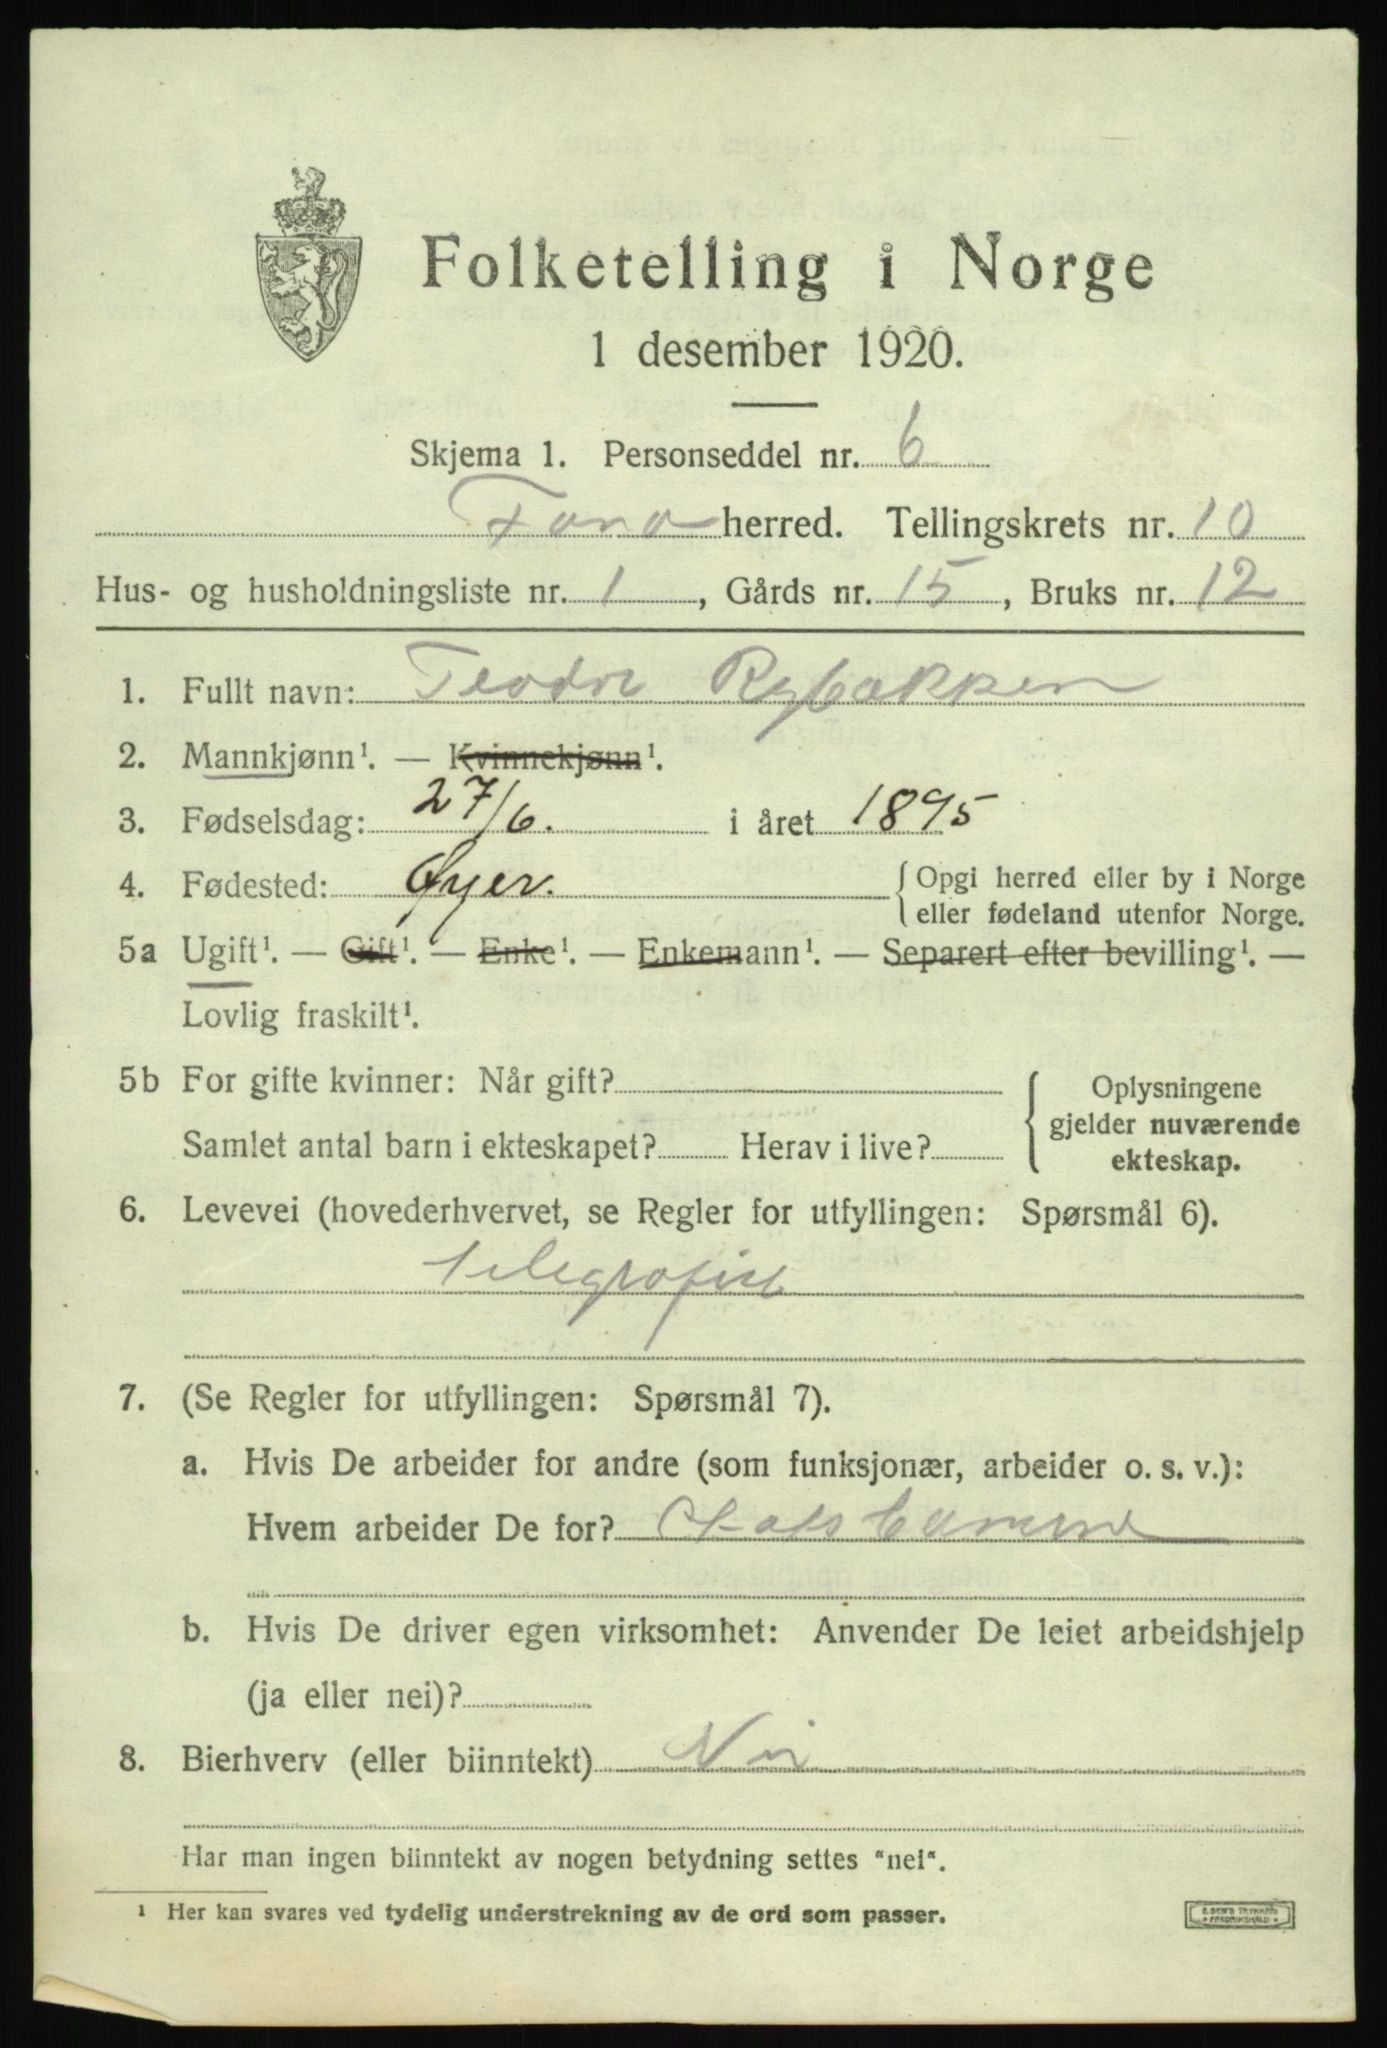 Folketelling i Norge
1 desember 1920.
Skjema 1. Personseddel nr. 6
Fana herred. Tellingskrets nr. 10
Hus- og husholdningsliste nr. 1, Gårds nr. 15, Bruks nr. 12
1. Fullt navn: Teodor Rybakken
2. Mannkjønn¹. — Kvinnekjønn¹.
3. Fødselsdag: 27/6. i året 1895
4. Fødested: Øyer. { Opgi herred eller by i Norge
eller fødeland utenfor Norge.
5a Ugift¹. — Gift¹. — Enke¹. — Enkemann¹. — Separert efter bevilling¹. —
Lovlig fraskilt¹.
5b For gifte kvinner: Når gift?
Samlet antal barn i ekteskapet? Herav i live?
{ Oplysningene
gjelder nuværende
ekteskap.
6. Levevei (hovederhvervet, se Regler for utfyllingen: Spørsmål 6).
telegrafist
7. (Se Regler for utfyllingen: Spørsmål 7).
a. Hvis De arbeider for andre (som funksjonær, arbeider o. s. v.):
Hvem arbeider De for? Statsbanene
b. Hvis De driver egen virksomhet: Anvender De leiet arbeidshjelp
(ja eller nei)?
8. Bierhverv (eller biinntekt) Nei
Har man ingen biinntekt av nogen betydning settes "nei".
¹ Her kan svares ved tydelig understrekning av de ord som passer.